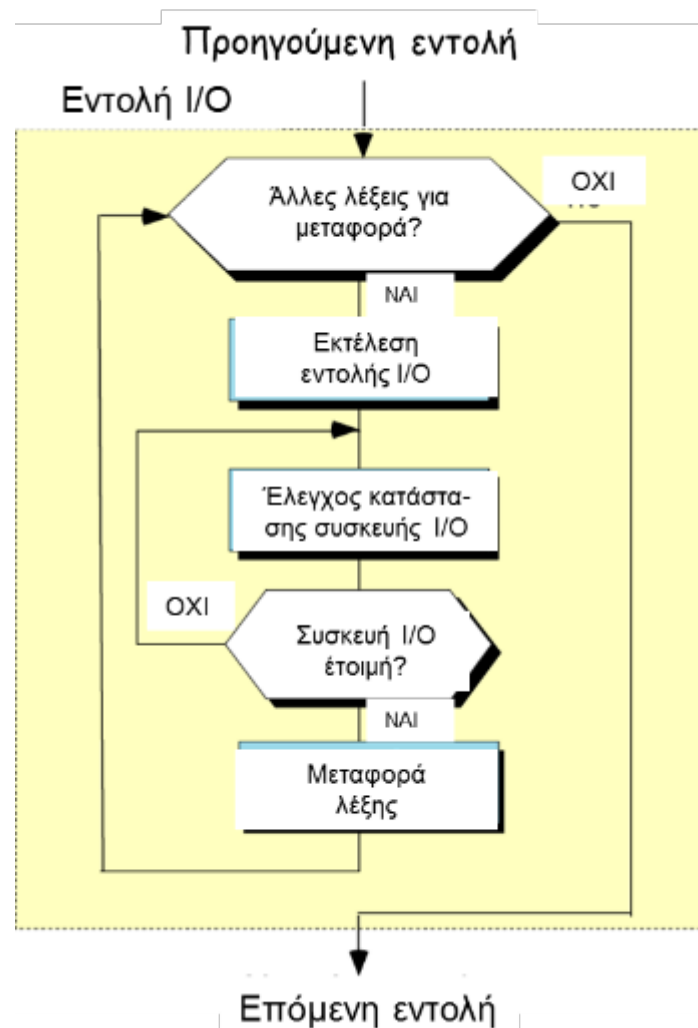 Προηγούμενη εντολή
Εντολή I/O
Άλλες λέξεις για
μεταφορά?
ΟΧΙ
ΝΑΙ
Εκτέλεση
εντολής I/O
Έλεγχος κατάστα-
σης συσκευής I/O
ΟΧΙ
Συσκευή I/O
έτοιμή?
ΝΑΙ
Μεταφορά
λέξης
Επόμενη εντολή